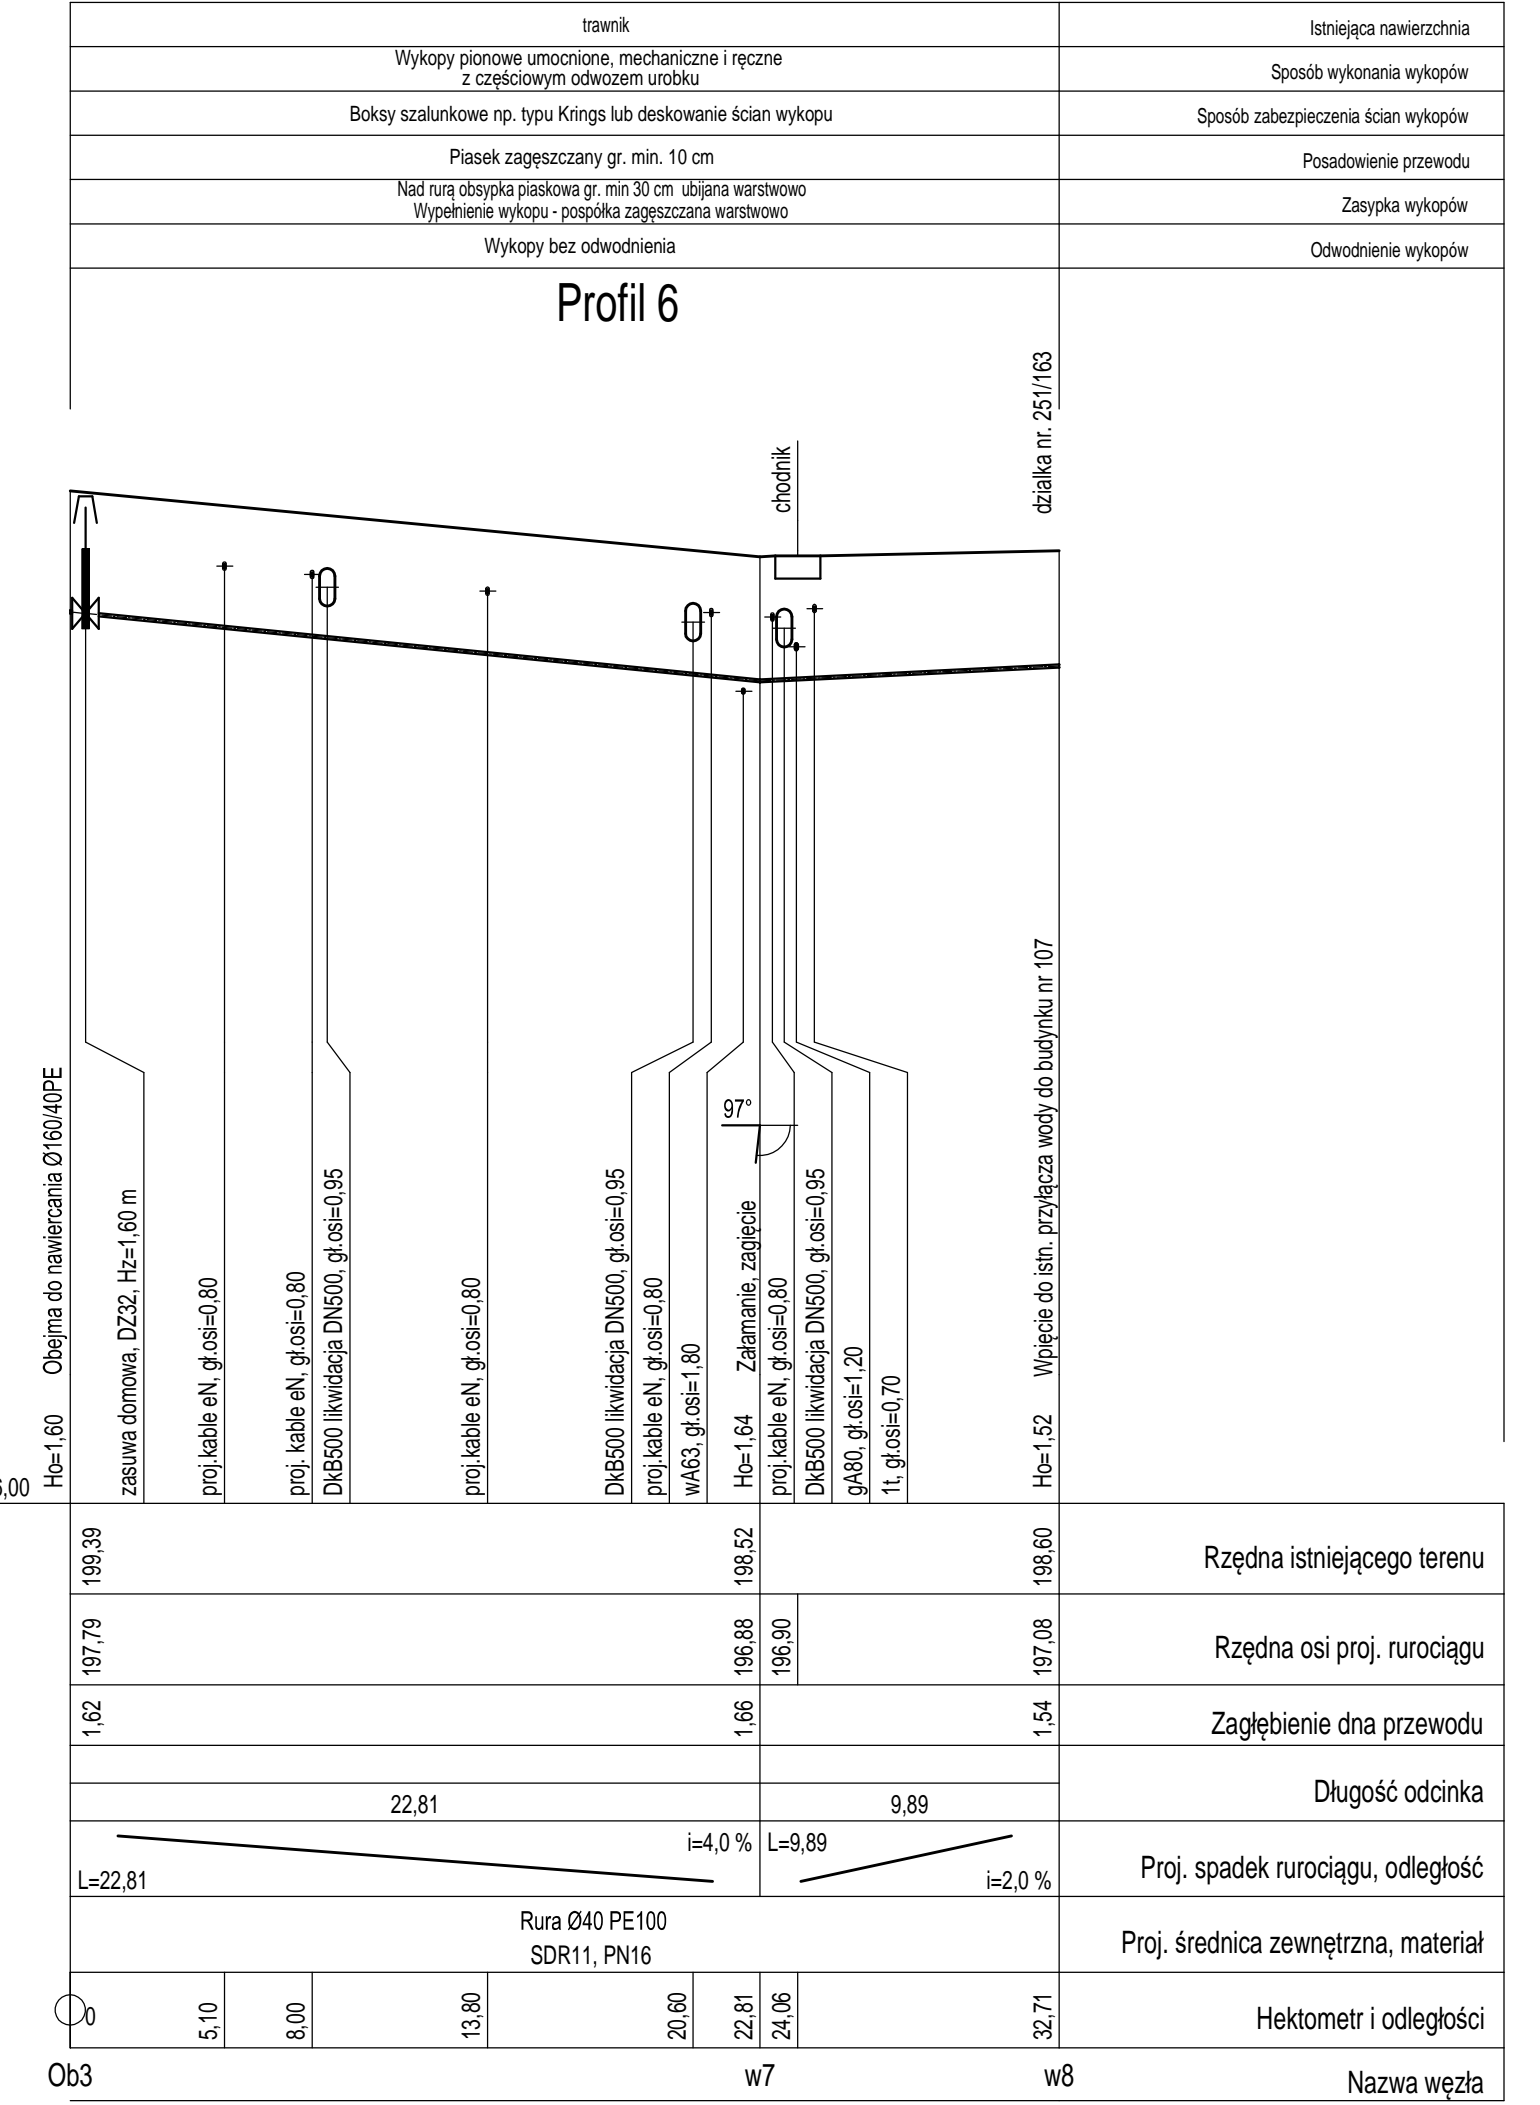 trawnik
Istniejąca nawierzchnia
Wykopy pionowe umocnione, mechaniczne i ręczne
z częściowym odwozem urobku
Sposób wykonania wykopów
Boksy szalunkowe np. typu Krings lub deskowanie ścian wykopu
Sposób zabezpieczenia ścian wykopów
Piasek zagęszczany gr. min. 10 cm
Posadowienie przewodu
Nad rurą obsypka piaskowa gr. min 30 cm ubijana warstwowo
Wypełnienie wykopu - pospółka zagęszczana warstwowo
Zasypka wykopów
Wykopy bez odwodnienia
Odwodnienie wykopów
Profil 6
działka nr. 251/163
chodnik
97°
Ho=1,60 Obejma do nawiercania Ø160/40PE
zasuwa domowa, DZ32, Hz=1,60 m
proj.kable eN, gł.osi=0,80
proj. kable eN, gł.osi=0,80
DkB500 likwidacja DN500, gł.osi=0,95
proj.kable eN, gł.osi=0,80
DkB500 likwidacja DN500, gł.osi=0,95
proj.kable eN, gł.osi=0,80
wA63, gł.osi=1,80
Ho=1,64 Załamanie, zagięcie
proj.kable eN, gł.osi=0,80
DkB500 likwidacja DN500, gł.osi=0,95
gA80, gł.osi=1,20
1t, gł.osi=0,70
Ho=1,52 Wpięcie do istn. przyłącza wody do budynku nr 107
199,39 198,52 198,60
Rzędna istniejącego terenu
197,79 196,88 196,90 197,08
Rzędna osi proj. rurociągu
1,62 1,66 1,54
Zagłębienie dna przewodu
22,81 9,89
Długość odcinka
L=22,81 i=4,0 % L=9,89 i=2,0 %
Proj. spadek rurociągu, odległość
Rura Ø40 PE100
SDR11, PN16
Proj. średnica zewnętrzna, materiał
0 5,10 8,00 13,80 20,60 22,81 24,06 32,71
Hektometr i odległości
Ob3 w7 w8
Nazwa węzła